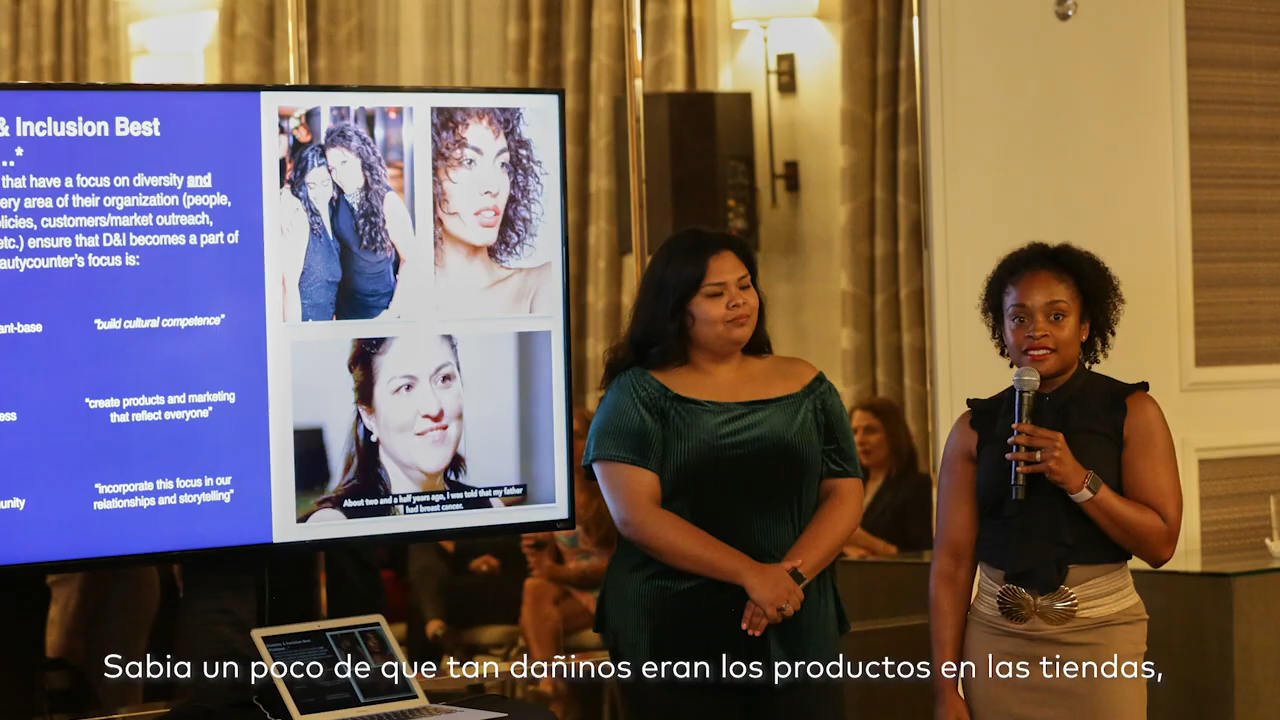 & Inclusion Best
..*
that have a focus on diversity and
ery area of their organization (people,
licies, customers/market outreach,
etc.) ensure that D&I becomes a part of
autycounter's focus is:
ant-base
"build cultural competence"
ess
"create products and marketing
that reflect everyone"
unity
"incorporate this focus in our
relationships and storytelling"
About two and a half years ago, I was told that my father
had breast cancer.
Sabia un poco de que tan dañinos eran los productos en las tiendas,